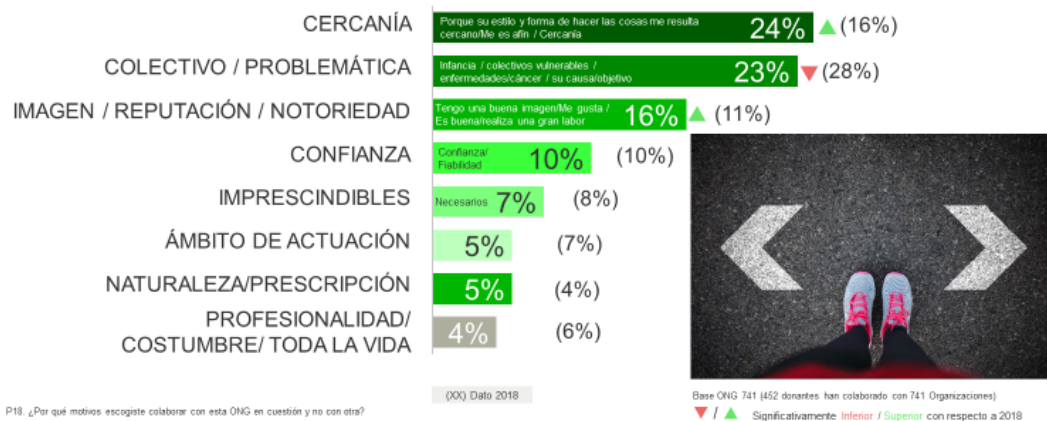 CERCANÍA
Porque su estilo y forma de hacer las cosas me resulta
cercano/Me es afín / Cercanía
24%
(16%)
COLECTIVO / PROBLEMÁTICA
Infancia / colectivos vulnerables /
enfermedades/cáncer / su causa/objetivo
23%
(28%)
IMAGEN / REPUTACIÓN / NOTORIEDAD
Tengo una buena imagen/Me gusta /
Es buena/realiza una gran labor
16%
(11%)
CONFIANZA
Confianza/
Fiabilidad
10%
(10%)
IMPRESCINDIBLES
Necesarios
7%
(8%)
ÁMBITO DE ACTUACIÓN
5%
(7%)
NATURALEZA/PRESCRIPCIÓN
5%
(4%)
PROFESIONALIDAD/
COSTUMBRE/ TODA LA VIDA
4%
(6%)
(XX) Dato 2018
Base ONG 741 (452 donantes han colaborado con 741 Organizaciones)
P18. ¿Por qué motivos escogiste colaborar con esta ONG en cuestión y no con otra?
▼ / ▲ Significativamente Inferior / Superior con respecto a 2018